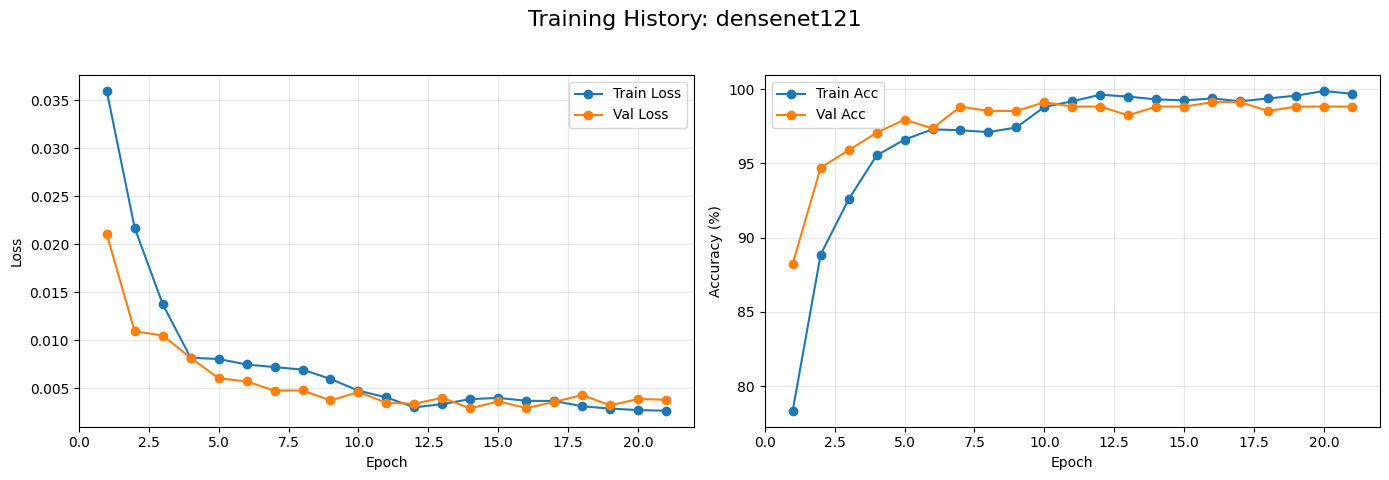 Training History: densenet121
Loss
0.035
0.030
0.025
0.020
0.015
0.010
0.005
0.0 2.5 5.0 7.5 10.0 12.5 15.0 17.5 20.0
Epoch
Train Loss
Val Loss
Accuracy (%)
100
95
90
85
80
0.0 2.5 5.0 7.5 10.0 12.5 15.0 17.5 20.0
Epoch
Train Acc
Val Acc